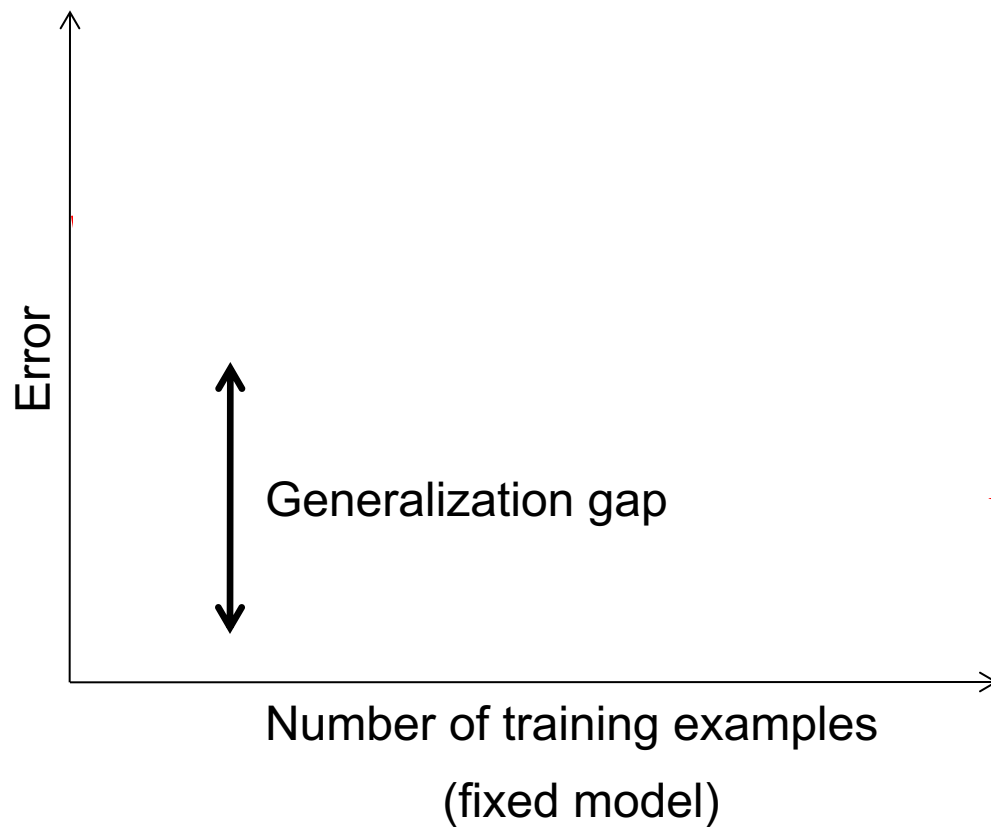 Error
Generalization gap
Number of training examples
(fixed model)